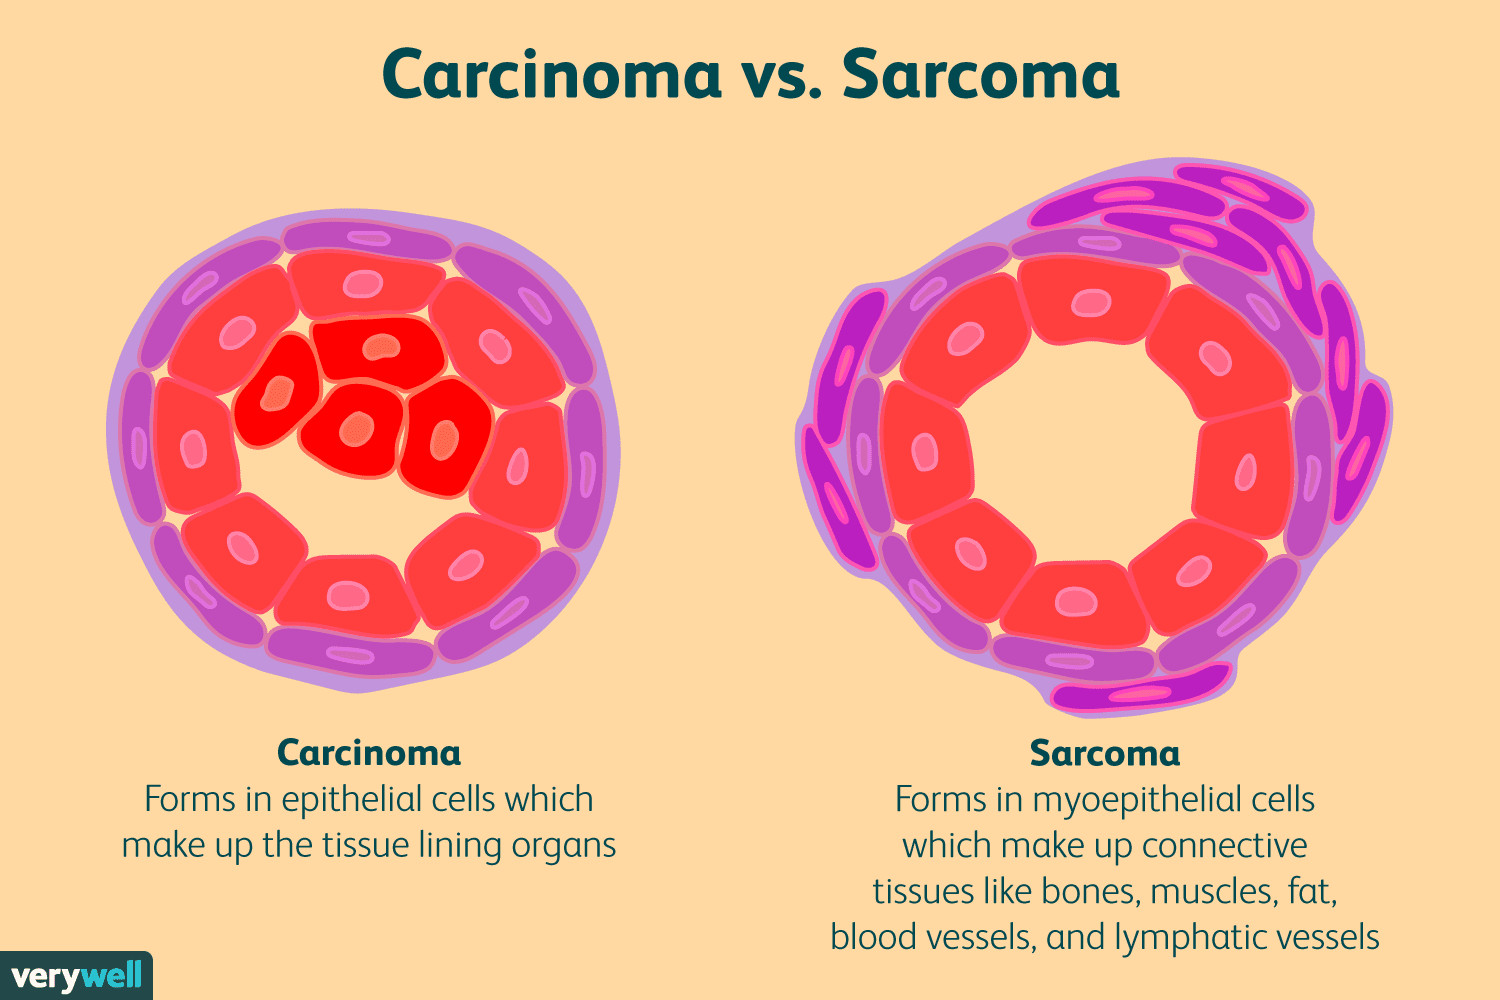 Carcinoma vs. Sarcoma
Carcinoma
Forms in epithelial cells which
make up the tissue lining organs
Sarcoma
Forms in myoepithelial cells
which make up connective
tissues like bones, muscles, fat,
blood vessels, and lymphatic vessels
verywell